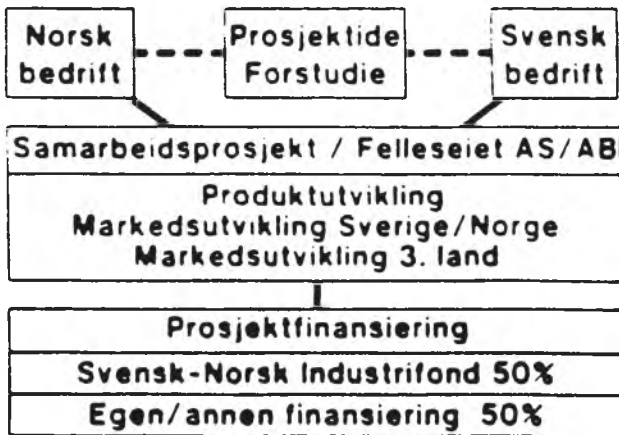 Norsk
bedrift
Prosjektide
Forstudie
Svensk
bedrift
Samarbeidsprosjekt / Felleseiet AS/AB
Produktutvikling
Markedsutvikling Sverige/Norge
Markedsutvikling 3. land
Prosjektfinansiering
Svensk-Norsk Industrifond 50%
Egen/annen finansiering 50%